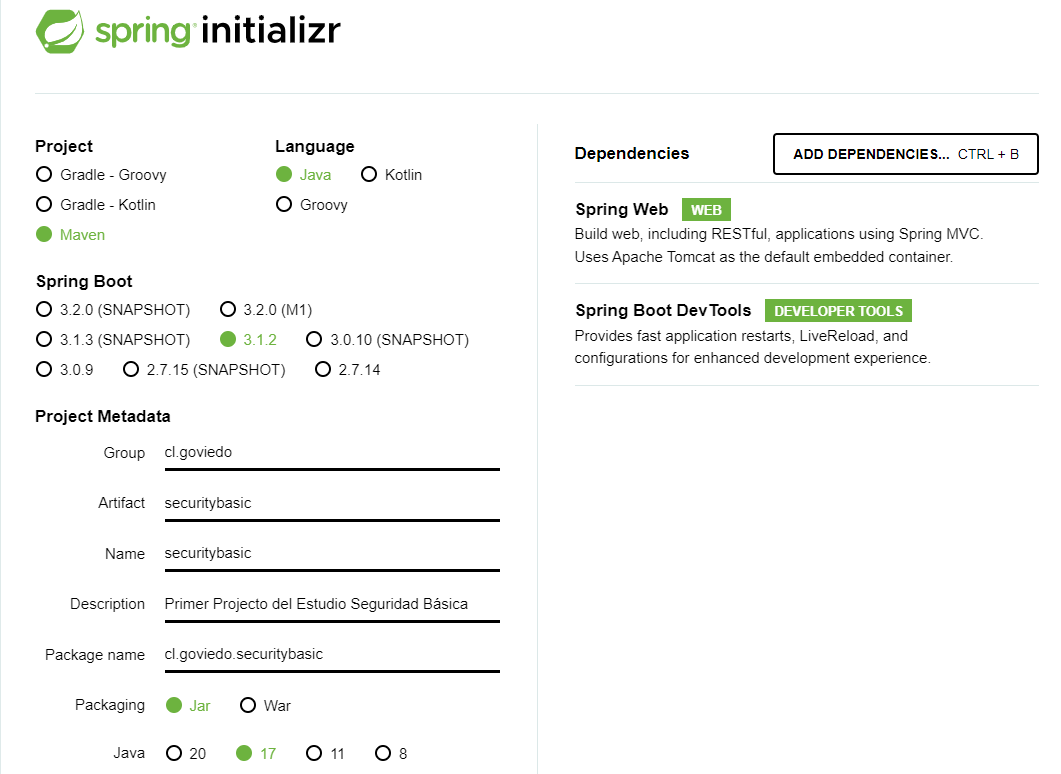 spring initializr
Project
Gradle - Groovy
Gradle - Kotlin
Maven
Language
Java Kotlin
Groovy
Spring Boot
3.2.0 (SNAPSHOT) 3.2.0 (M1)
3.1.3 (SNAPSHOT) 3.1.2 3.0.10 (SNAPSHOT)
3.0.9 2.7.15 (SNAPSHOT) 2.7.14
Project Metadata
Group cl.goviedo
Artifact securitybasic
Name securitybasic
Description Primer Projecto del Estudio Seguridad Básica
Package name cl.goviedo.securitybasic
Packaging Jar War
Java 20 17 11 8
Dependencies ADD DEPENDENCIES... CTRL + B
Spring Web WEB
Build web, including RESTful, applications using Spring MVC.
Uses Apache Tomcat as the default embedded container.
Spring Boot DevTools DEVELOPER TOOLS
Provides fast application restarts, LiveReload, and
configurations for enhanced development experience.